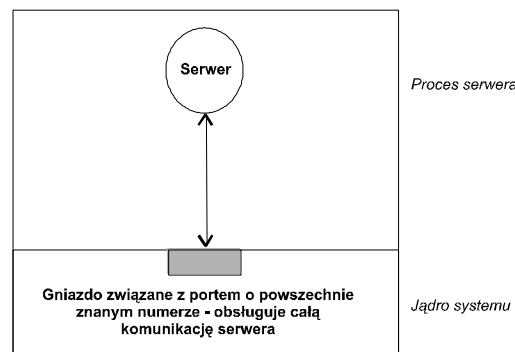 Serwer
Proces serwera
Gniazdo związane z portem o powszechnie
znanym numerze - obsługuje całą
komunikację serwera
Jądro systemu